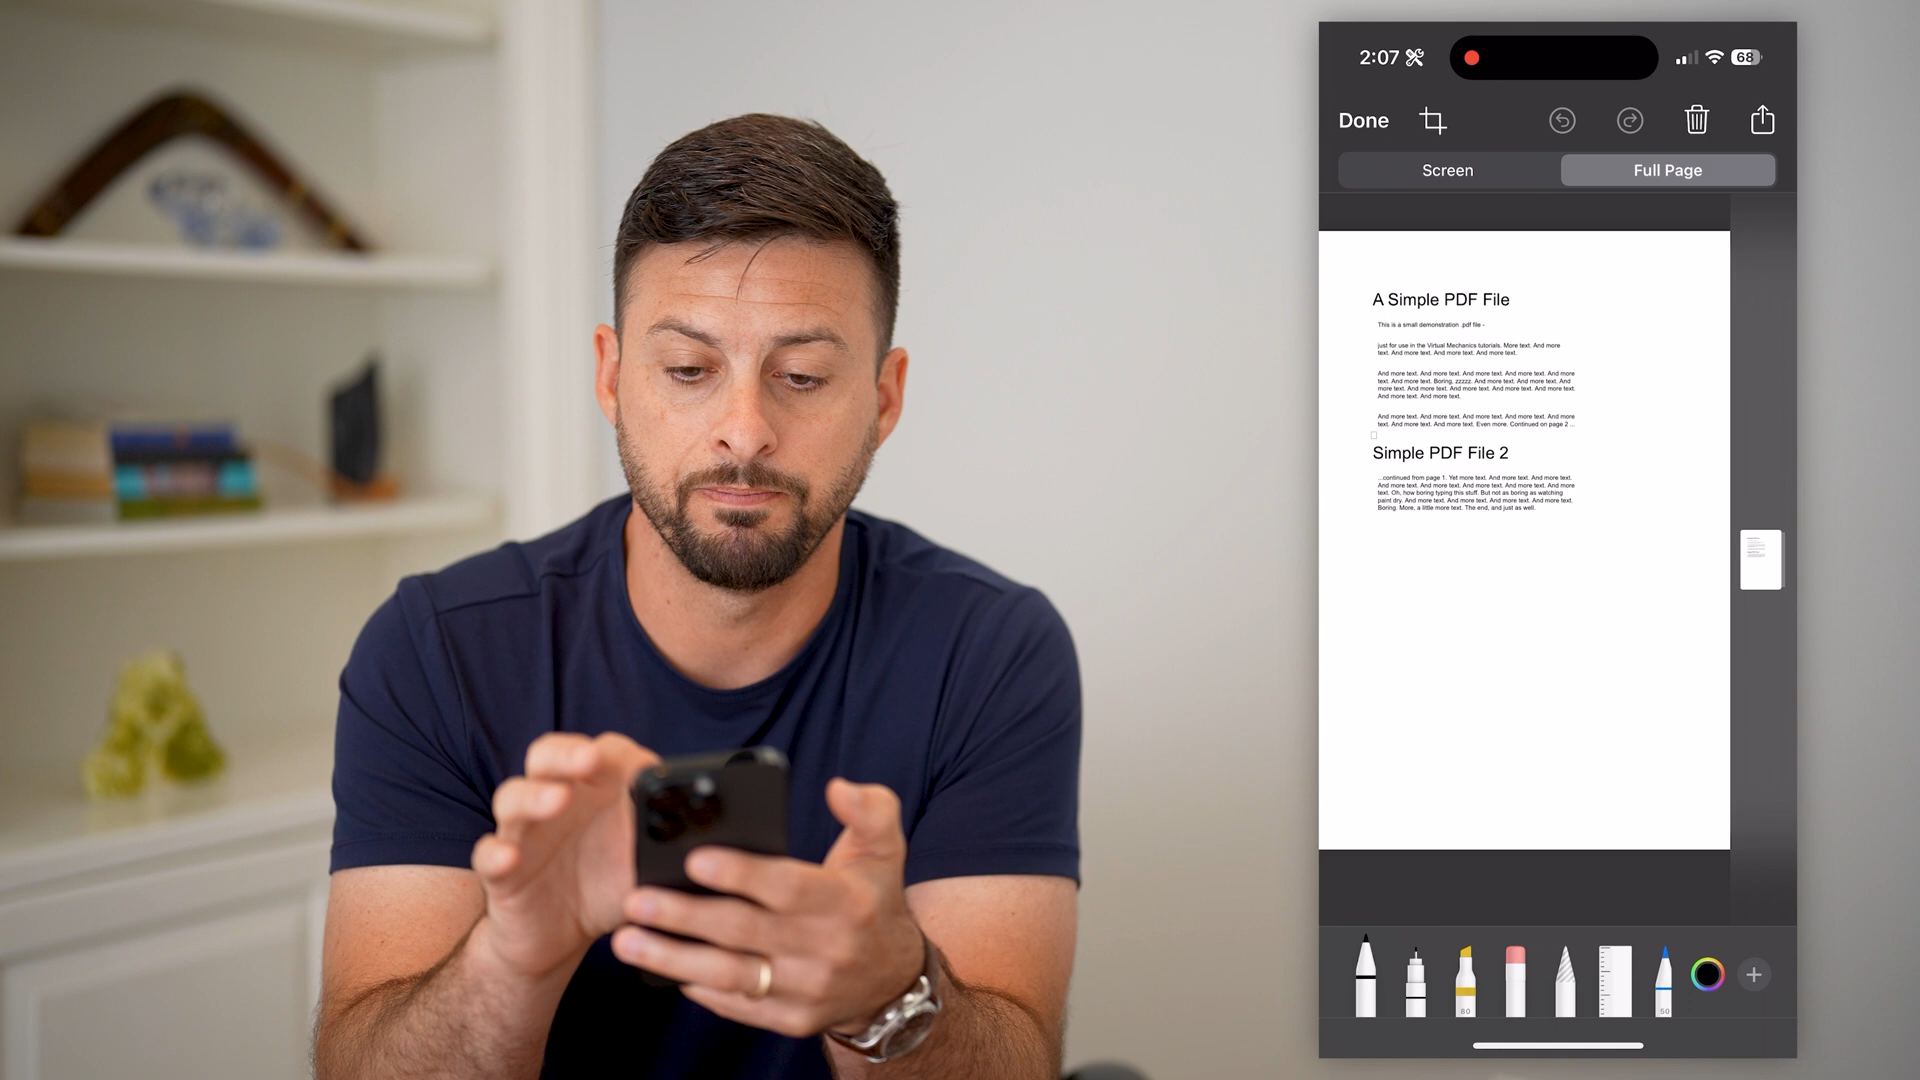 2:07
68
Done
Screen
Full Page
A Simple PDF File
This is a small demonstration .pdf file -
just for use in the Virtual Mechanics tutorials. More text. And more
text. And more text. And more text. And more text.
And more text. And more text. And more text. And more text. And more
text. And more text. Boring, zzzzz. And more text. And more text. And
more text. And more text. And more text. And more text. And more text.
And more text. And more text.
And more text. And more text. And more text. And more text. And more
text. And more text. And more text. Even more. Continued on page 2 ...
Simple PDF File 2
...continued from page 1. Yet more text. And more text. And more text.
And more text. And more text. And more text. And more text. And more
text. Oh, how boring typing this stuff. But not as boring as watching
paint dry. And more text. And more text. And more text. And more text.
Boring. More, a little more text. The end, and just as well.
80
50